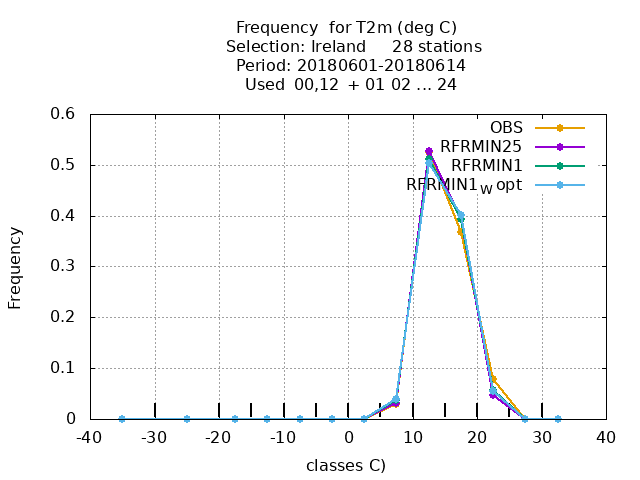 Frequency  for T2m (deg C)
Selection: Ireland     28 stations
Period: 20180601-20180614
Used  00,12  + 01 02 ... 24
0.6
0.5
0.4
0.3
0.2
0.1
0
Frequency
OBS
RFRMIN25
RFRMIN1
RFRMIN1w opt
-40
-30
-20
-10
0
10
20
30
40
classes C)